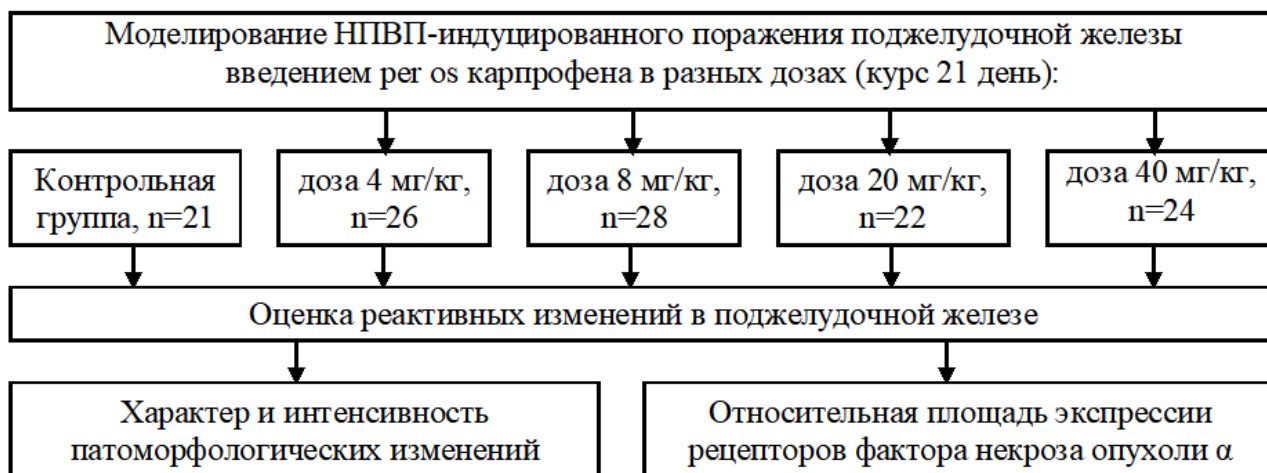 Моделирование НПВП-индуцированного поражения поджелудочной железы
введением per os карпрофена в разных дозах (курс 21 день):
Контрольная
группа, n=21
доза 4 мг/кг,
n=26
доза 8 мг/кг,
n=28
доза 20 мг/кг,
n=22
доза 40 мг/кг,
n=24
Оценка реактивных изменений в поджелудочной железе
Характер и интенсивность
патоморфологических изменений
Относительная площадь экспрессии
рецепторов фактора некроза опухоли α